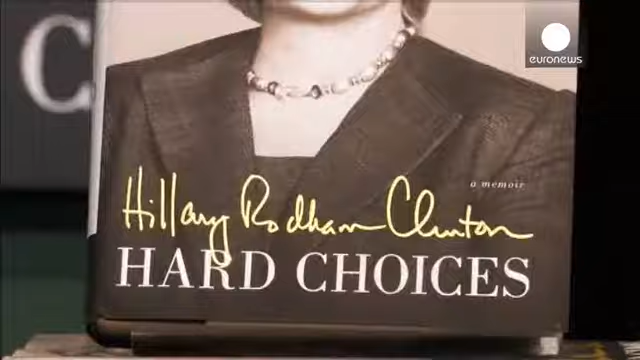 C
euronews
a memoir
Hillary Rodham Clinton
HARD CHOICES